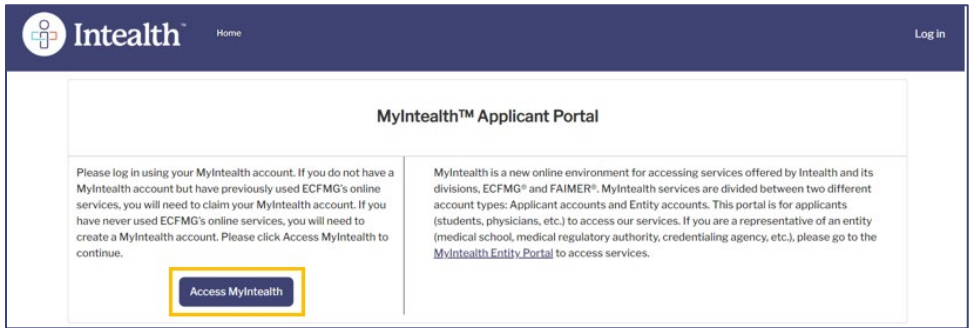 Intealth™ Home Log in
MyIntealth™ Applicant Portal
Please log in using your MyIntealth account. If you do not have a
MyIntealth account but have previously used ECFMG's online
services, you will need to claim your MyIntealth account. If you
have never used ECFMG's online services, you will need to
create a MyIntealth account. Please click Access MyIntealth to
continue.
Access MyIntealth
MyIntealth is a new online environment for accessing services offered by Intealth and its
divisions, ECFMG® and FAIMER®. MyIntealth services are divided between two different
account types: Applicant accounts and Entity accounts. This portal is for applicants
(students, physicians, etc.) to access our services. If you are a representative of an entity
(medical school, medical regulatory authority, credentialing agency, etc.), please go to the
MyIntealth Entity Portal to access services.